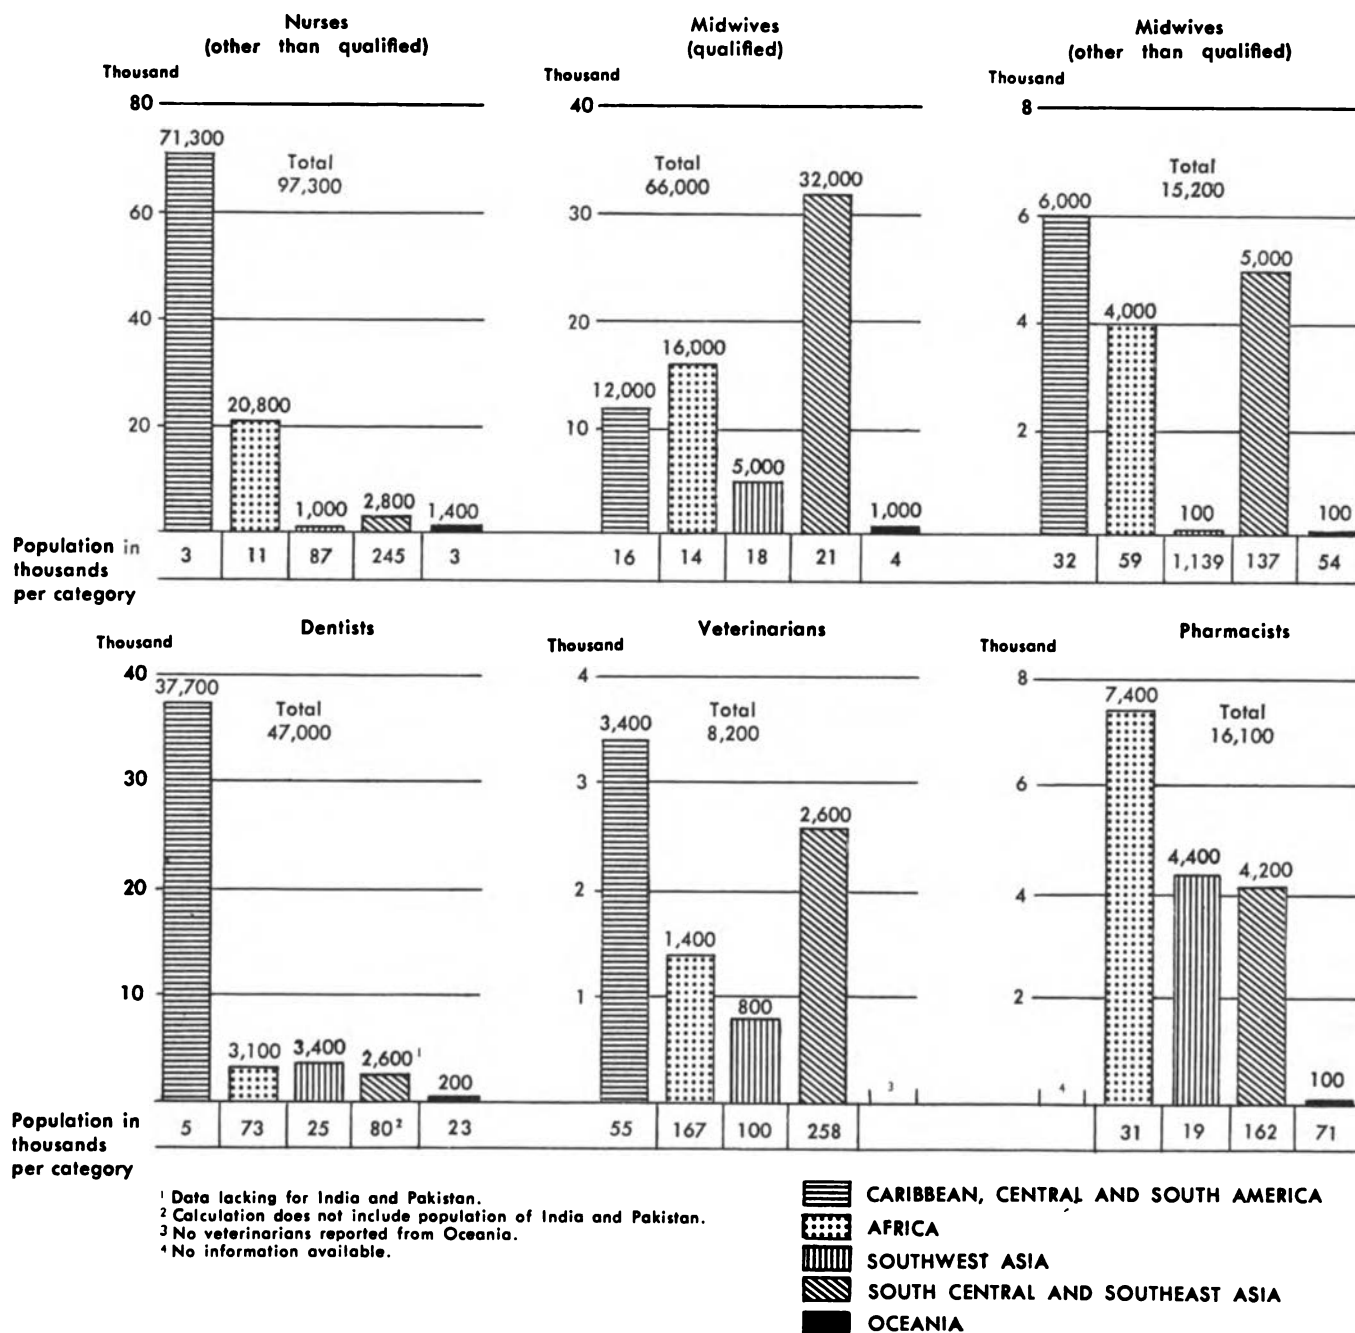 Nurses
(other than qualified)
Thousand
80
71,300
Total
97,300
60
40
20,800
20
1,000
2,800
1,400
Midwives
(qualified)
Thousand
40
Total
66,000
32,000
30
20
16,000
12,000
10
5,000
1,000
Midwives
(other than qualified)
Thousand
8
Total
15,200
6,000
6
5,000
4,000
4
2
100
100
Population in
thousands
per category
3 11 87 245 3
16 14 18 21 4
32 59 1,139 137 54
Dentists
Thousand
40
37,700
Total
47,000
30
20
10
3,100
3,400
2,600¹
200
Veterinarians
Thousand
4
3,400
Total
8,200
3
2,600
2
1,400
1
800
3
Pharmacists
Thousand
8
7,400
Total
16,100
6
4,400
4,200
4
2
4
100
Population in
thousands
per category
5 73 25 80² 23
55 167 100 258
31 19 162 71
¹ Data lacking for India and Pakistan.
² Calculation does not include population of India and Pakistan.
³ No veterinarians reported from Oceania.
⁴ No information available.
CARIBBEAN, CENTRAL AND SOUTH AMERICA
AFRICA
SOUTHWEST ASIA
SOUTH CENTRAL AND SOUTHEAST ASIA
OCEANIA